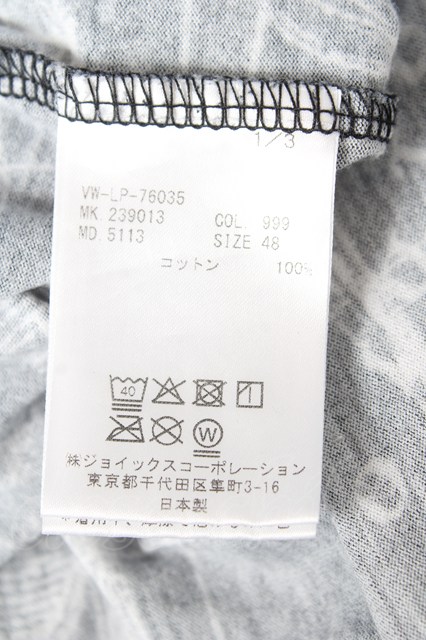 1/3
VW-LP-76035
MK. 239013 COL. 999
MD. 5113 SIZE 48
コットン 100%
40
W
㈱ジョイックスコーポレーション
東京都千代田区隼町3-16
日本製